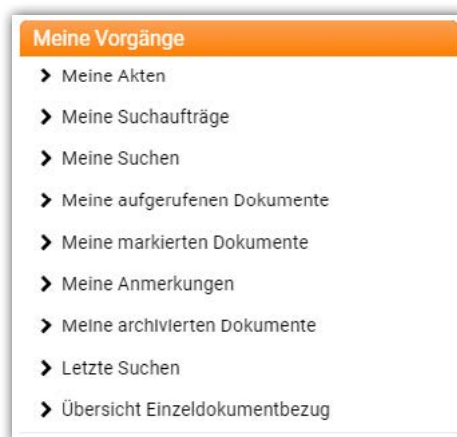 Meine Vorgänge
Meine Akten
Meine Suchaufträge
Meine Suchen
Meine aufgerufenen Dokumente
Meine markierten Dokumente
Meine Anmerkungen
Meine archivierten Dokumente
Letzte Suchen
Übersicht Einzeldokumentbezug